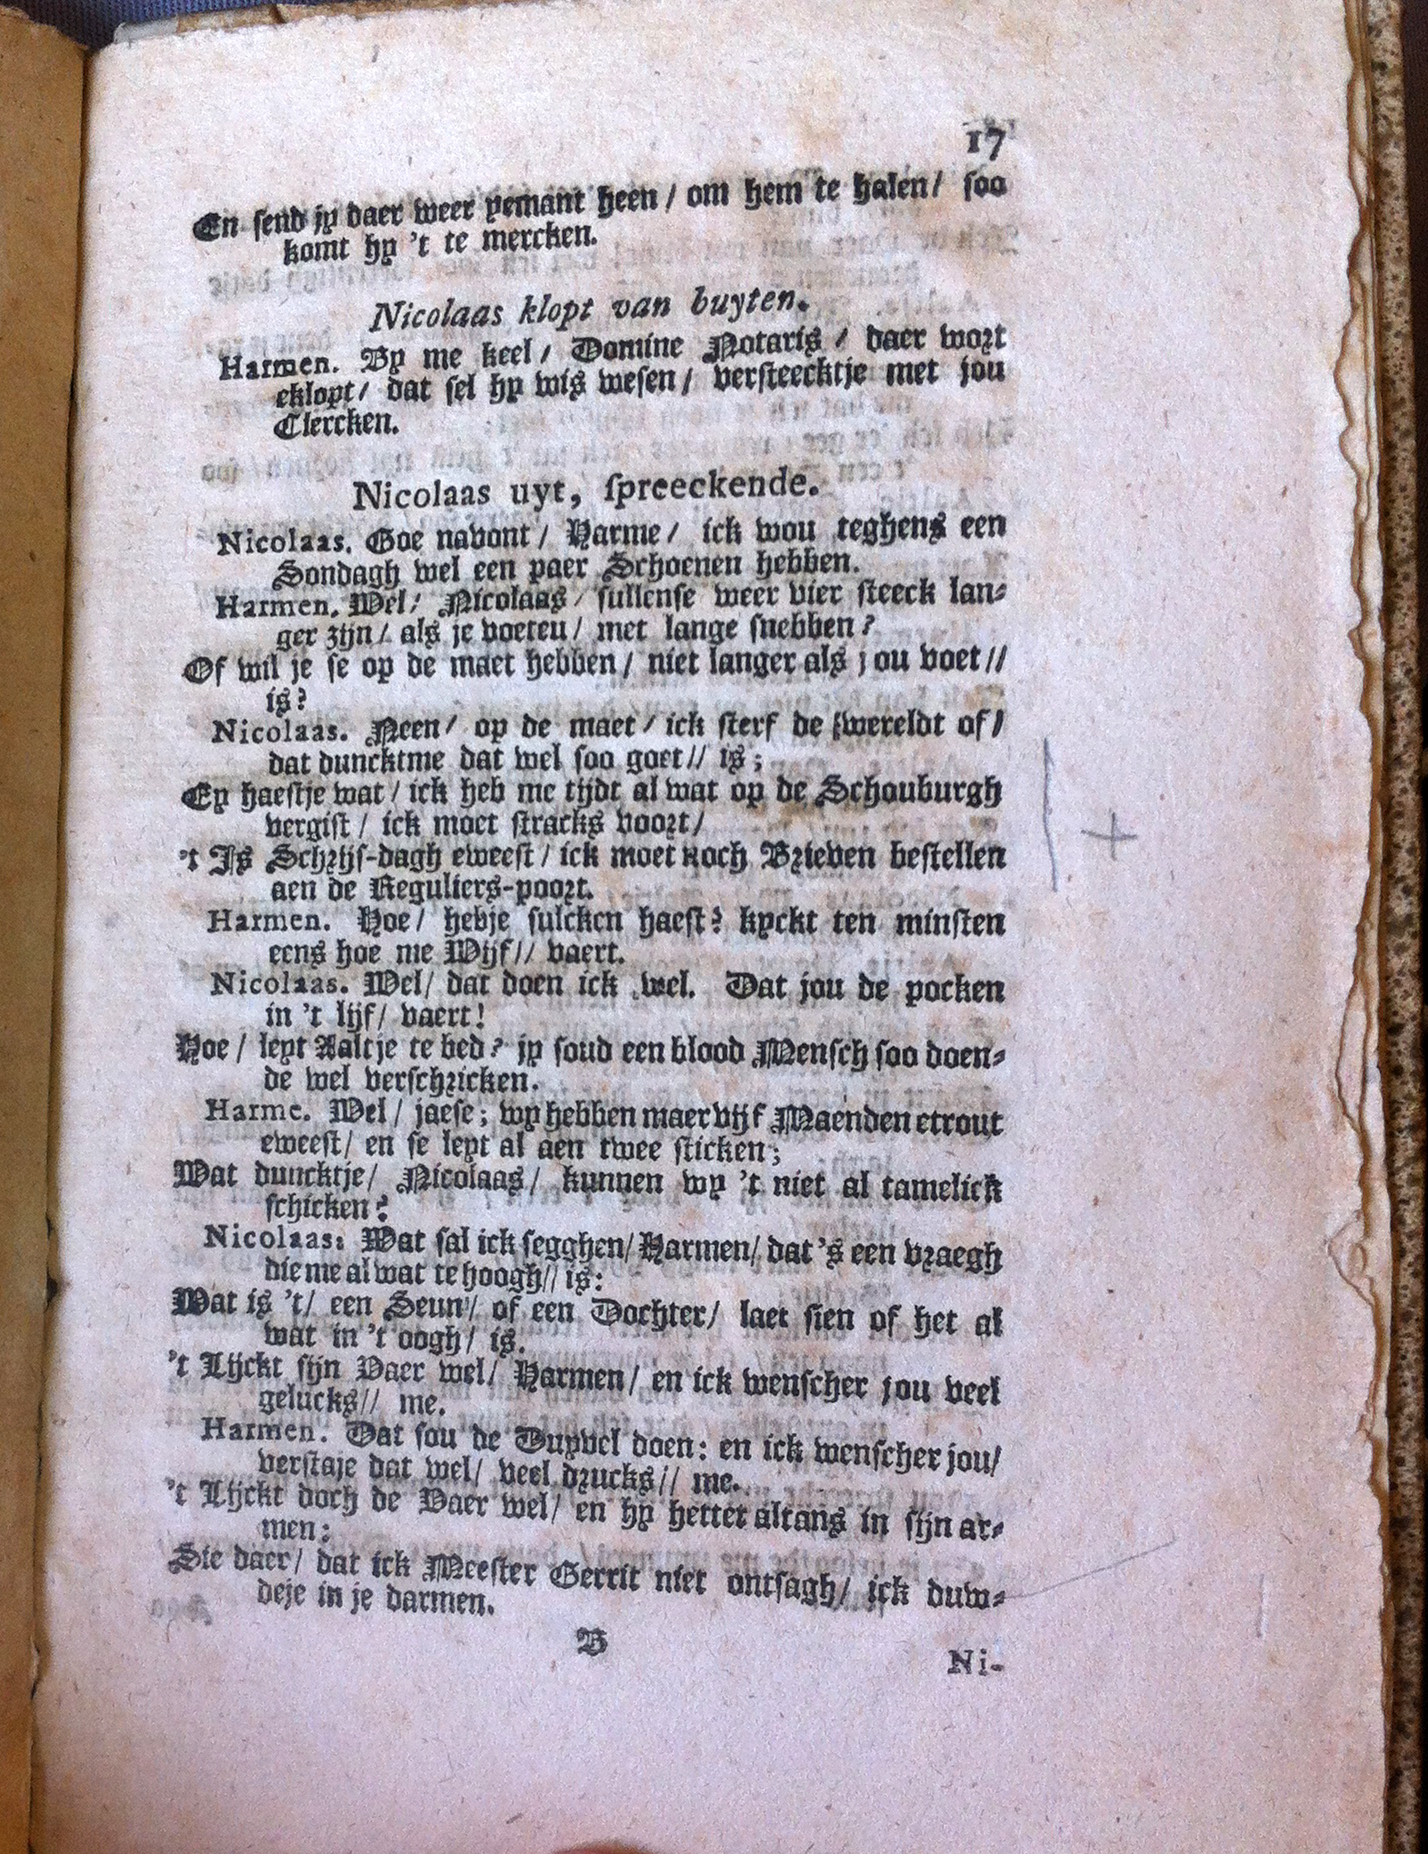 17
En send jy daer weer yemant heen / om hem te halen / soo
komt hy 't te mercken.
Nicolaas klopt van buyten.
Harmen. By me keel / Domine Notaris / daer wort
eklopt / dat sel hy wis wesen / versteecktje met jou
Clercken.
Nicolaas uyt, spreeckende.
Nicolaas. Goe navont / Harme / ick wou teghens een
Sondagh wel een paer Schoenen hebben.
Harmen. Wel / Nicolaas / sullense weer vier steeck lan-
ger zijn / als je voeteu / met lange snebben?
Of wil je se op de maet hebben / niet langer als jou voet //
is?
Nicolaas. Neen / op de maet / ick sterf de wereldt of /
dat duncktme dat wel soo goet // is;
Ey haestje wat / ick heb me tijdt al wat op de Schouburgh
vergist / ick moet stracks voort /
't Is Schrijf-dagh eweest / ick moet noch Brieven bestellen
aen de Reguliers-poort.
Harmen. Hoe / hebje sulcken haest? kyckt ten minsten
eens hoe me Wijf // vaert.
Nicolaas. Wel / dat doen ick wel. Dat jou de pocken
in 't lijf / vaert!
Hoe / leyt Aaltje te bed? jy soud een blood Mensch soo doen-
de wel verschricken.
Harme. Wel / jaese; wy hebben maer vijf Maenden etrout
eweest / en se leyt al aen twee sticken;
Wat duncktje / Nicolaas / kunnen wy 't niet al tamelick
schicken?
Nicolaas: Wat sal ick segghen / Harmen / dat 's een vraegh
die me al wat te hoogh // is:
Wat is 't / een Seun / of een Dochter / laet sien of het al
wat in 't oogh / is.
't Lijckt sijn Vaer wel / Harmen / en ick wenscher jou veel
gelucks // me.
Harmen. Dat sou de Duyvel doen: en ick wenscher jou /
verstaje dat wel / veel drucks // me.
't Lijckt doch de Vaer wel / en hy hettet altans in sijn ar-
men:
Sie daer / dat ick Meester Gerrit niet ontsagh / ick duw-
deje in je darmen.
B
Ni-